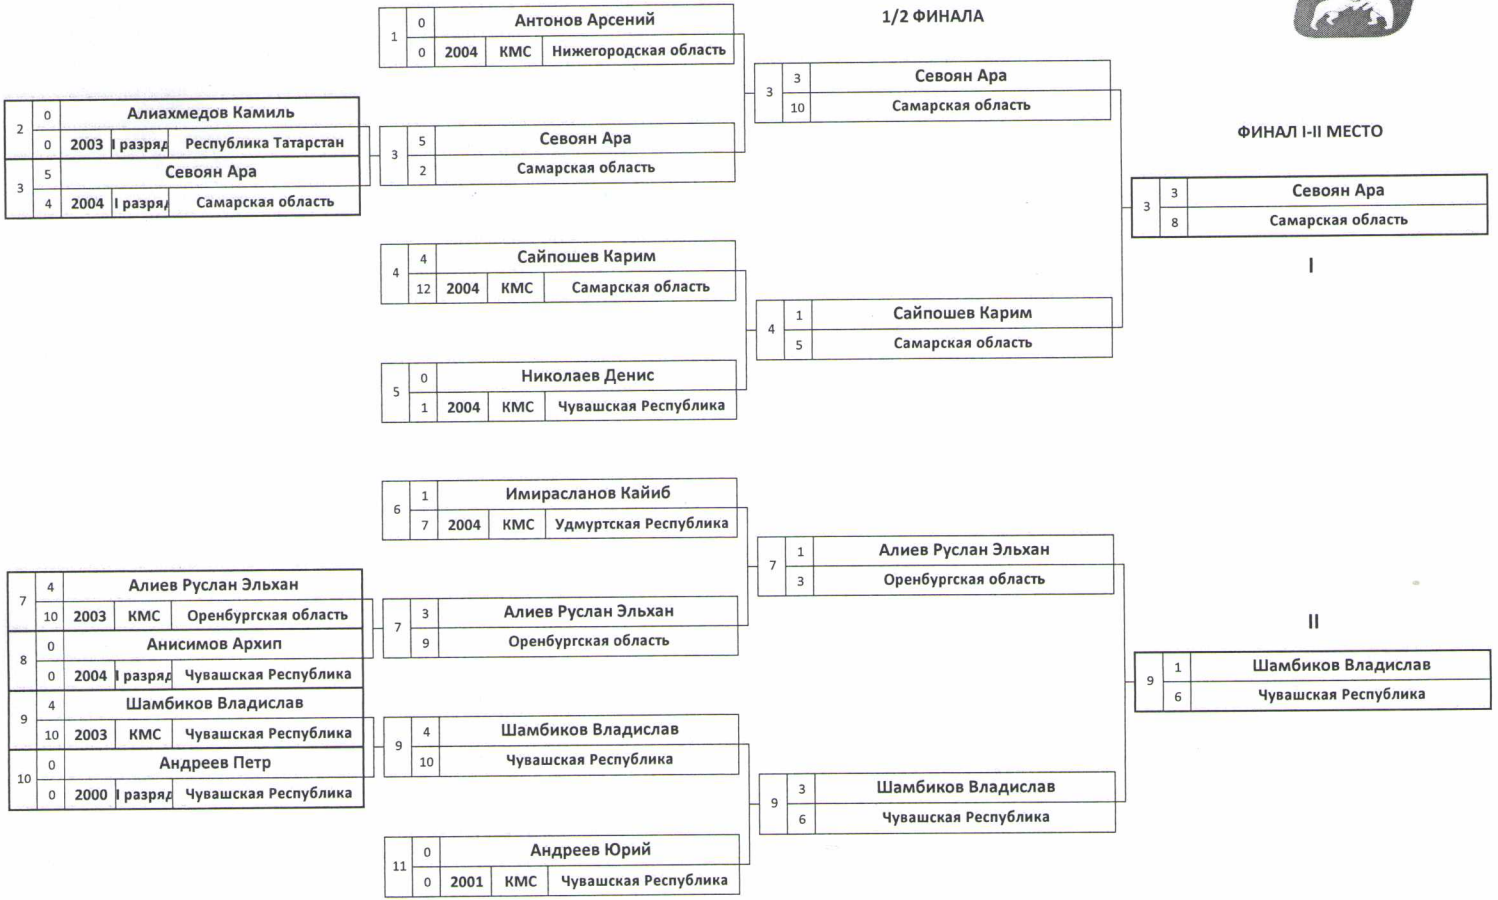 0 Антонов Арсений
1
0 2004 КМС Нижегородская область
1/2 ФИНАЛА
3 Севоян Ара
3
10 Самарская область
0 Алиахмедов Камиль
2
0 2003 I разряд Республика Татарстан
5 Севоян Ара
3
4 2004 I разряд Самарская область
5 Севоян Ара
3
2 Самарская область
ФИНАЛ I-II МЕСТО
3 Севоян Ара
3
8 Самарская область
I
4 Сайпошев Карим
4
12 2004 КМС Самарская область
1 Сайпошев Карим
4
5 Самарская область
0 Николаев Денис
5
1 2004 КМС Чувашская Республика
1 Имирасланов Кайиб
6
7 2004 КМС Удмуртская Республика
1 Алиев Руслан Эльхан
7
3 Оренбургская область
4 Алиев Руслан Эльхан
7
10 2003 КМС Оренбургская область
0 Анисимов Архип
8
0 2004 I разряд Чувашская Республика
3 Алиев Руслан Эльхан
7
9 Оренбургская область
II
1 Шамбиков Владислав
9
6 Чувашская Республика
4 Шамбиков Владислав
9
10 2003 КМС Чувашская Республика
0 Андреев Петр
10
0 2000 I разряд Чувашская Республика
4 Шамбиков Владислав
9
10 Чувашская Республика
3 Шамбиков Владислав
9
6 Чувашская Республика
0 Андреев Юрий
11
0 2001 КМС Чувашская Республика